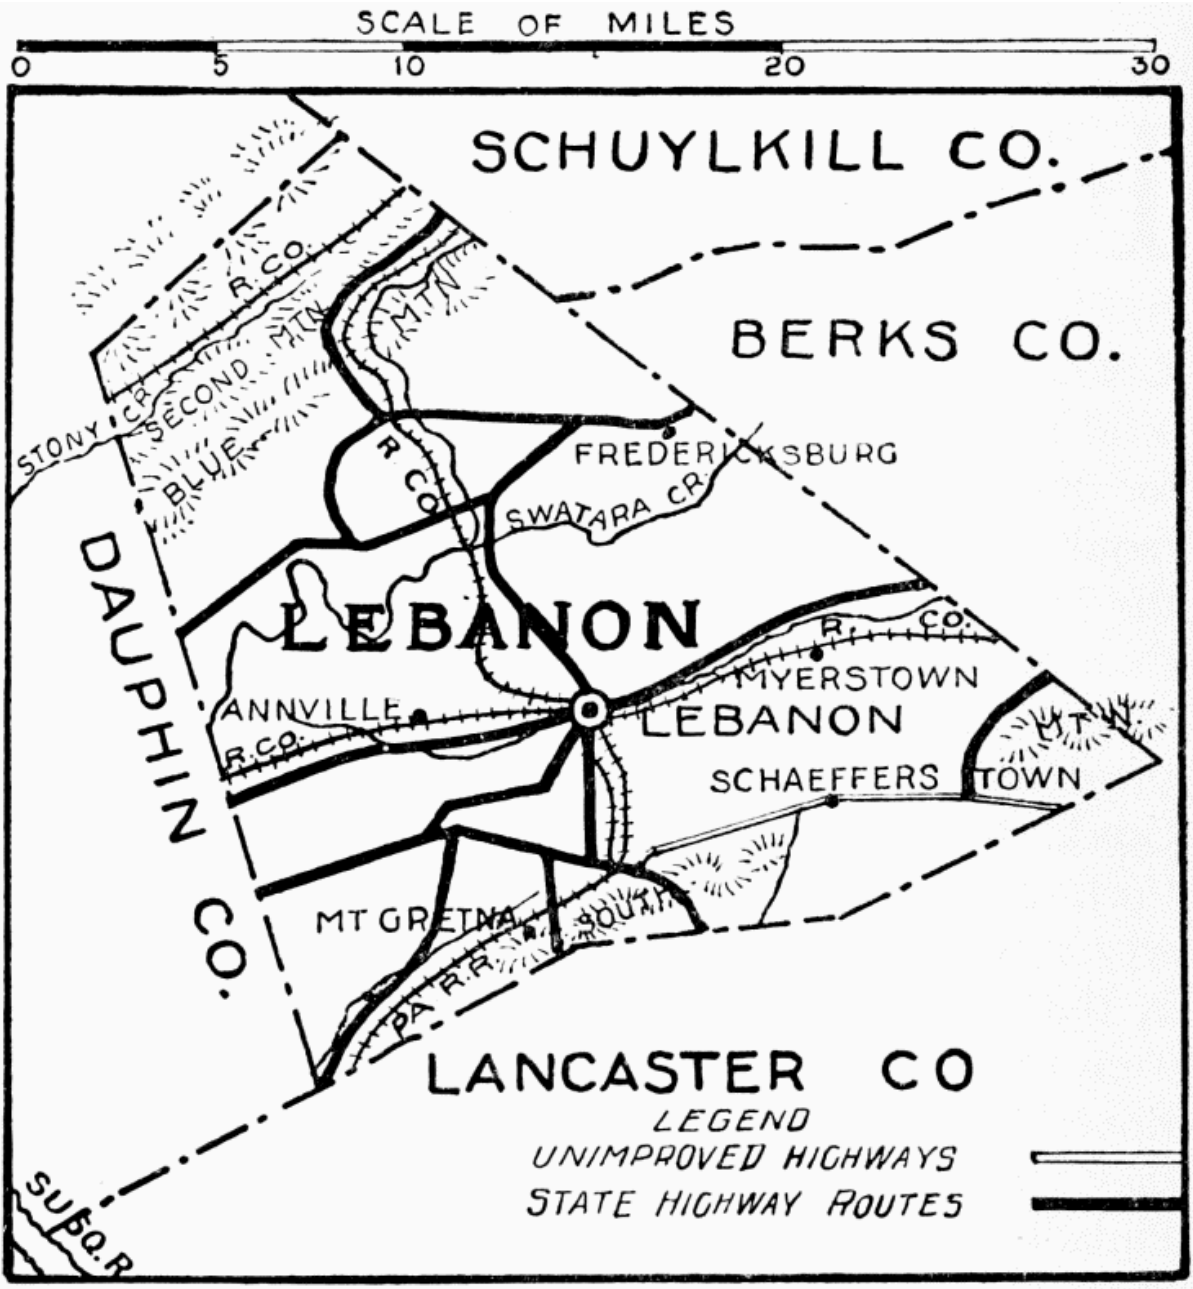 SCALE OF MILES
0 5 10 20 30
SCHUYLKILL CO.
R. CO.
MTN
BERKS CO.
SECOND MTN
STONY CR.
BLUE
R. CO.
FREDERICKSBURG
SWATARA CR.
DAUPHIN CO.
LEBANON
R. CO.
MYERSTOWN
ANNVILLE
LEBANON
MT'N.
R. CO.
SCHAEFFERSTOWN
MT GRETNA
SOUTH
PA R.R.
LANCASTER CO
LEGEND
UNIMPROVED HIGHWAYS
STATE HIGHWAY ROUTES
SUSQ. R